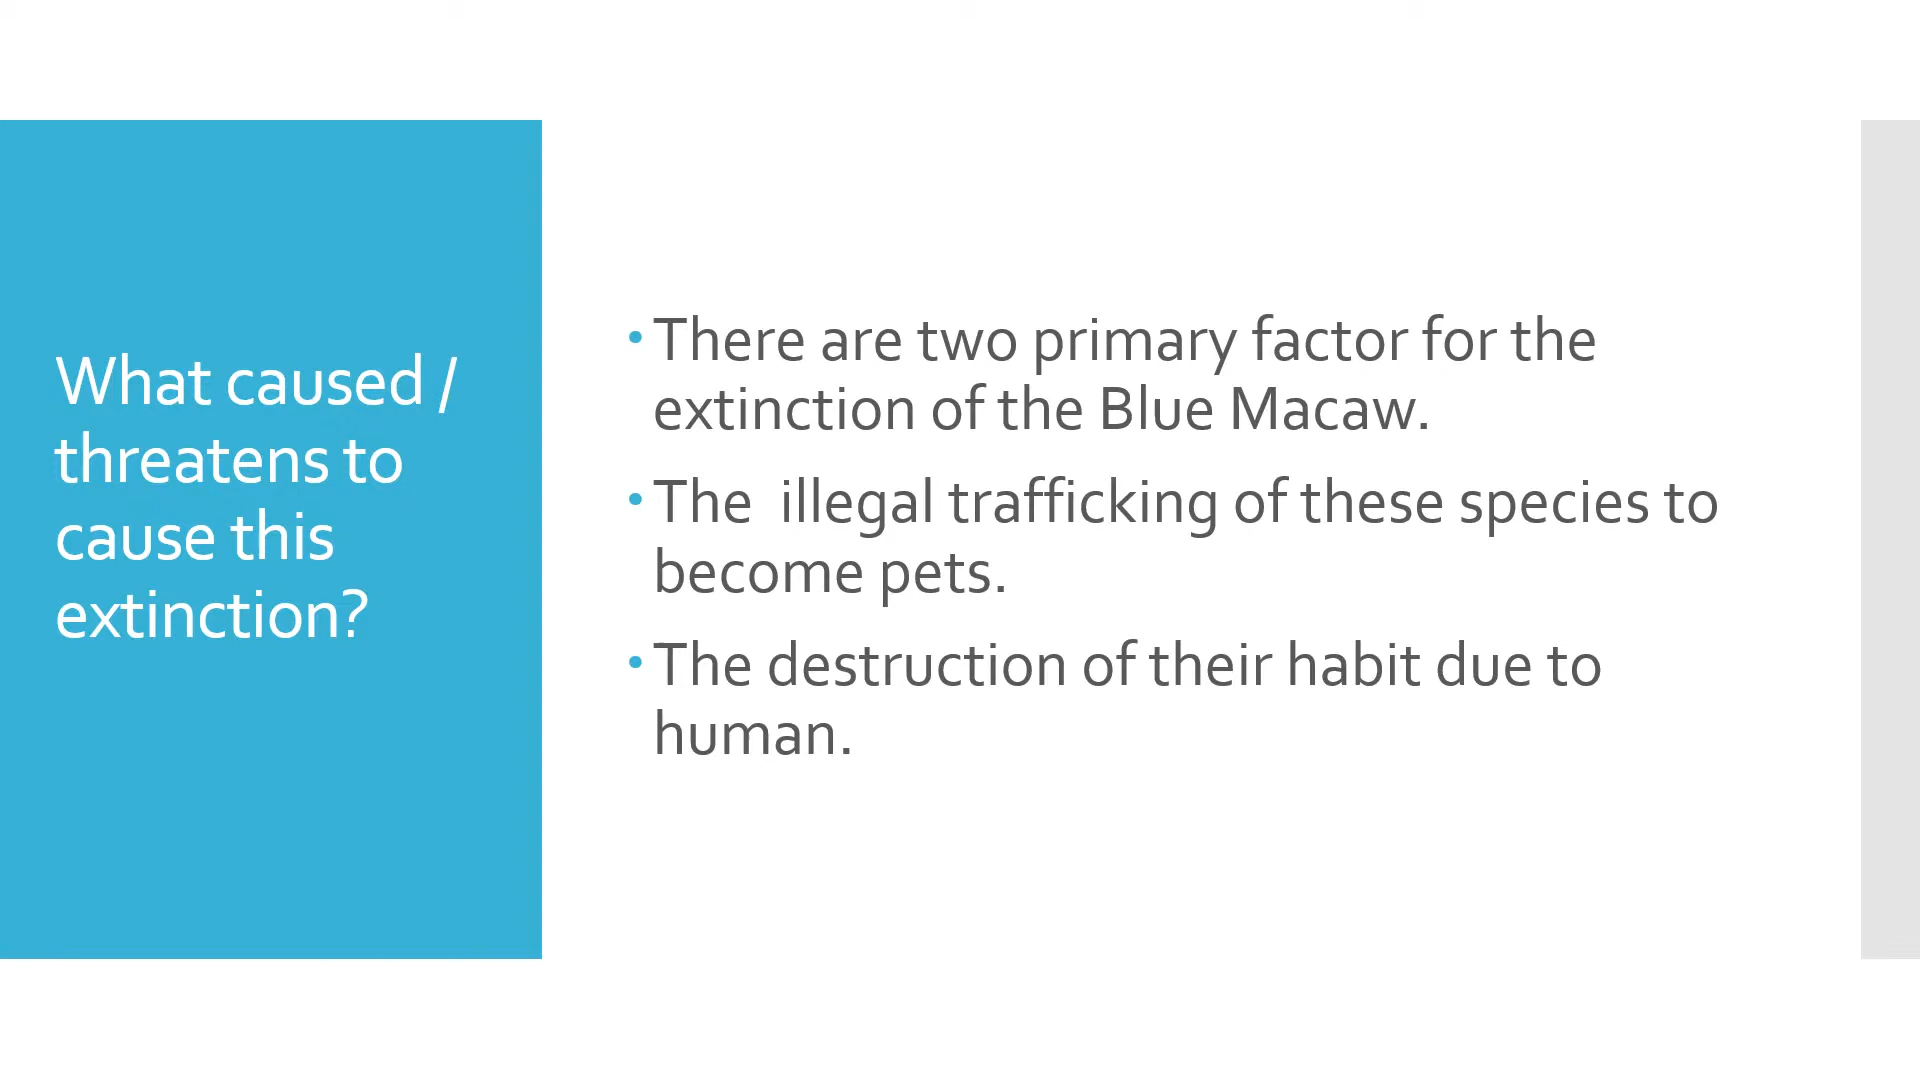 What caused /
threatens to
cause this
extinction?
• There are two primary factor for the
extinction of the Blue Macaw.
• The  illegal trafficking of these species to
become pets.
• The destruction of their habit due to
human.